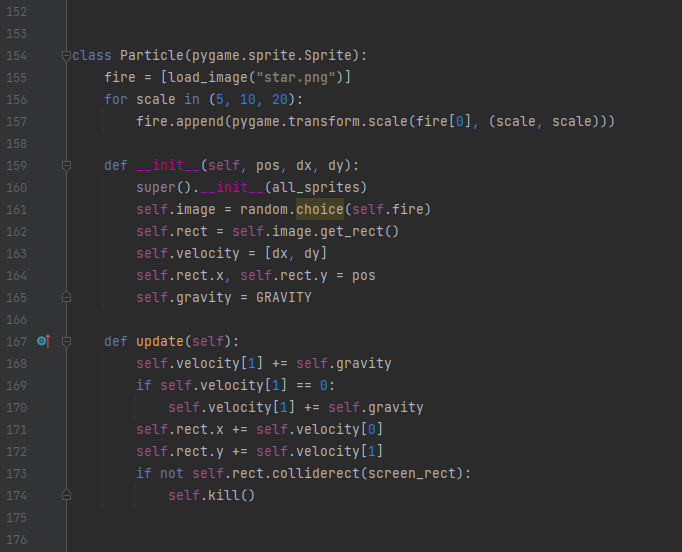 152
153
154 class Particle(pygame.sprite.Sprite):
155     fire = [load_image("star.png")]
156     for scale in (5, 10, 20):
157         fire.append(pygame.transform.scale(fire[0], (scale, scale)))
158
159     def __init__(self, pos, dx, dy):
160         super().__init__(all_sprites)
161         self.image = random.choice(self.fire)
162         self.rect = self.image.get_rect()
163         self.velocity = [dx, dy]
164         self.rect.x, self.rect.y = pos
165         self.gravity = GRAVITY
166
167     def update(self):
168         self.velocity[1] += self.gravity
169         if self.velocity[1] == 0:
170             self.velocity[1] += self.gravity
171         self.rect.x += self.velocity[0]
172         self.rect.y += self.velocity[1]
173         if not self.rect.colliderect(screen_rect):
174             self.kill()
175
176